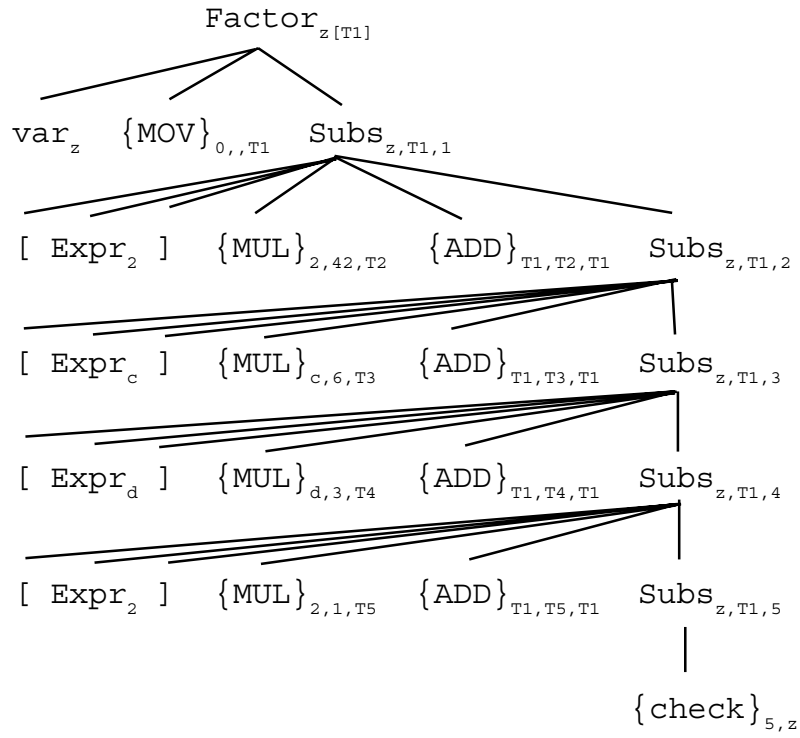 Factor z[T1]
var z {MOV} 0,,T1 Subs z,T1,1
[ Expr 2 ] {MUL} 2,42,T2 {ADD} T1,T2,T1 Subs z,T1,2
[ Expr c ] {MUL} c,6,T3 {ADD} T1,T3,T1 Subs z,T1,3
[ Expr d ] {MUL} d,3,T4 {ADD} T1,T4,T1 Subs z,T1,4
[ Expr 2 ] {MUL} 2,1,T5 {ADD} T1,T5,T1 Subs z,T1,5
{check} 5,z